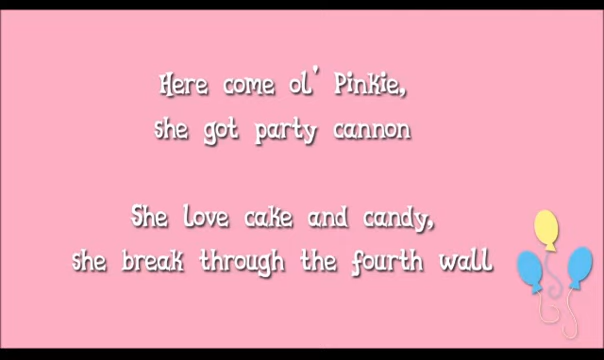 Here come ol' Pinkie,
she got party cannon
She love cake and candy,
she break through the fourth wall